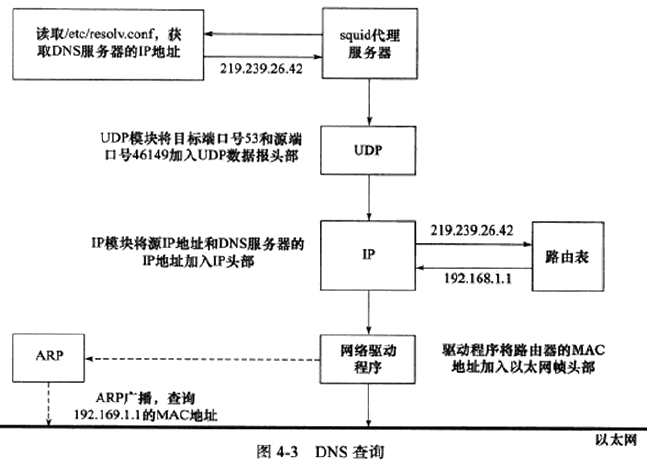 读取/etc/resolv.conf，获
取DNS服务器的IP地址
squid代理
服务器
219.239.26.42
UDP模块将目标端口号53和源端
口号46149加入UDP数据报头部
UDP
IP模块将源IP地址和DNS服务器的
IP地址加入IP头部
IP
219.239.26.42
192.168.1.1
路由表
ARP
网络驱动
程序
驱动程序将路由器的MAC
地址加入以太网帧头部
ARP广播，查询
192.169.1.1的MAC地址
以太网
图 4-3 DNS 查询